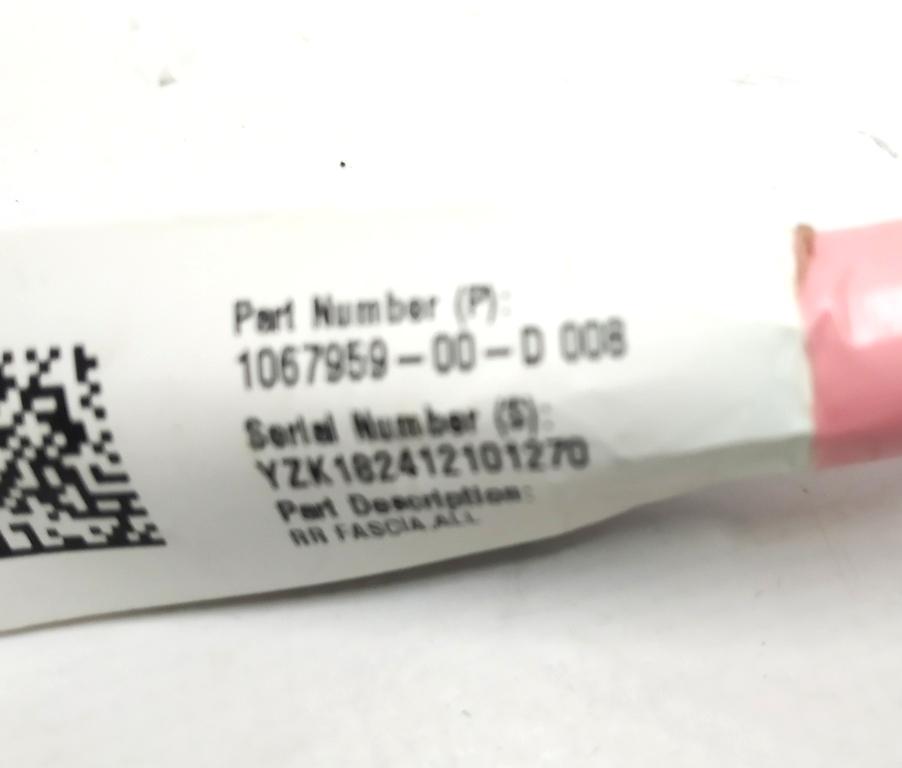 Part Number (P):
1067959-00-D 008
Serial Number (S):
YZK182412101270
Part Description:
RR FASCIA,ALL